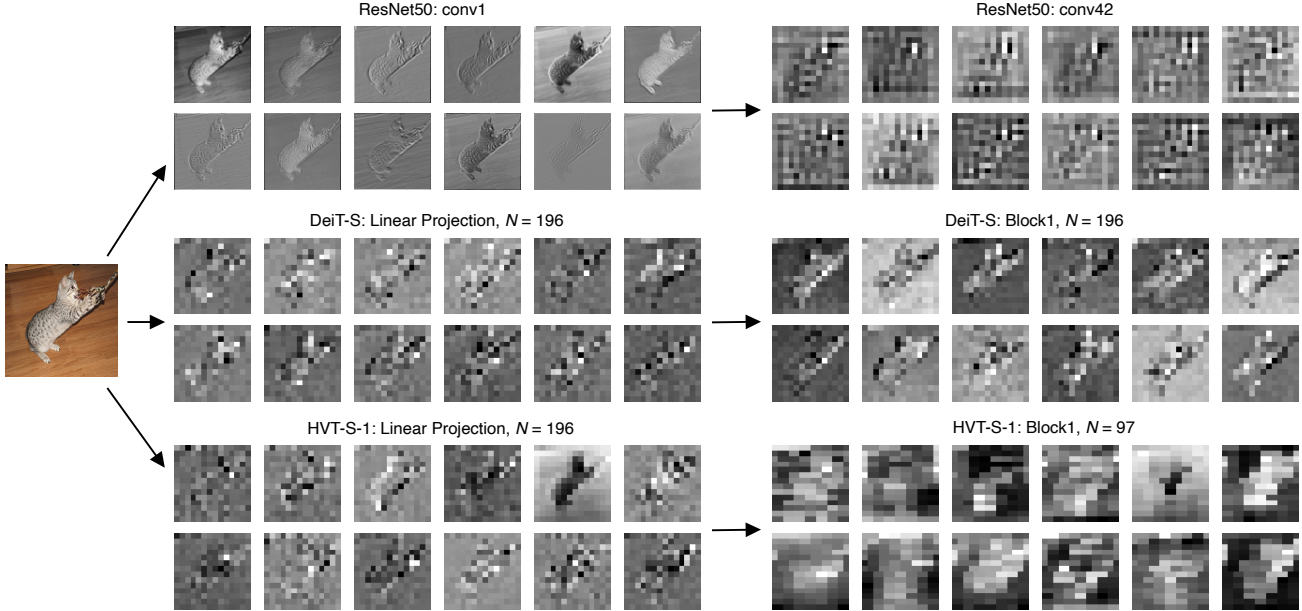 ResNet50: conv1
ResNet50: conv42
DeiT-S: Linear Projection, N = 196
DeiT-S: Block1, N = 196
HVT-S-1: Linear Projection, N = 196
HVT-S-1: Block1, N = 97